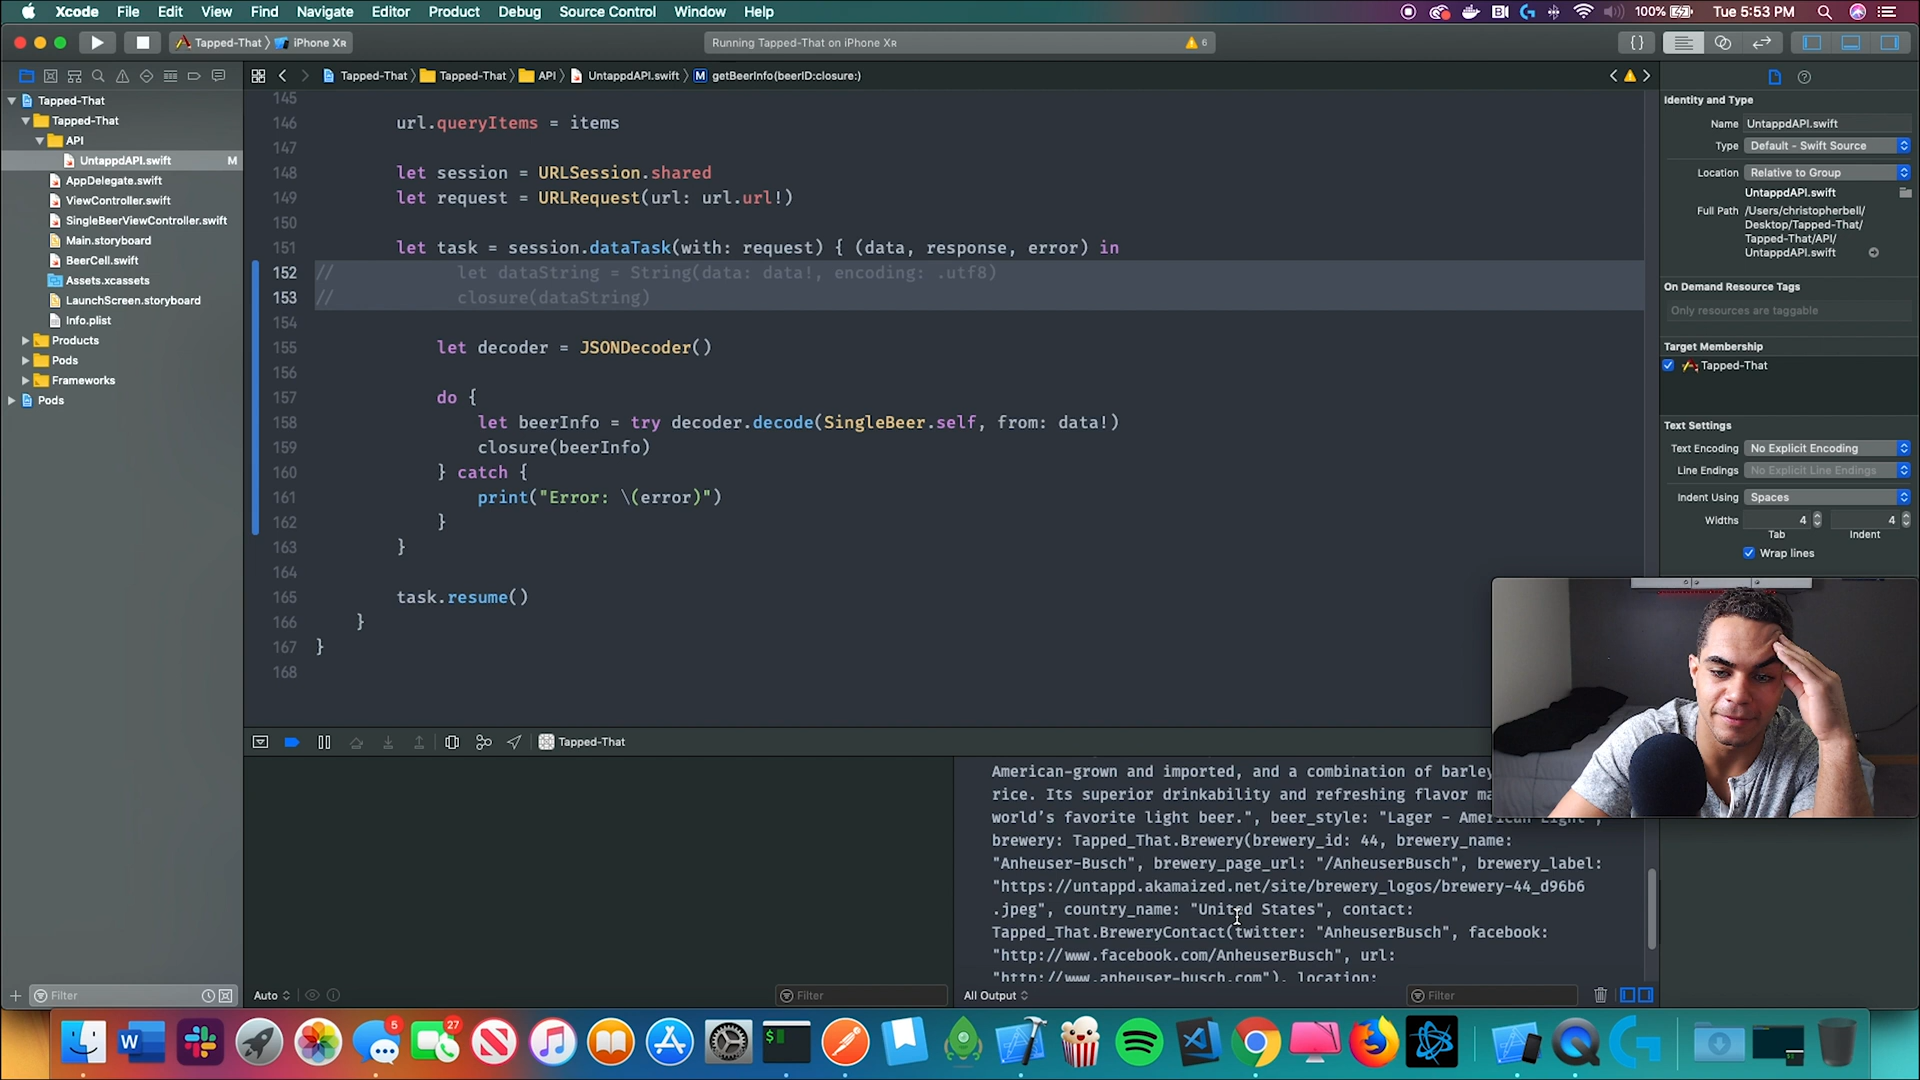 Xcode File Edit View Find Navigate Editor Product Debug Source Control Window Help
100% Tue 5:53 PM
Tapped-That 〉 iPhone Xʀ
Running Tapped-That on iPhone Xʀ
6
{}
Tapped-That 〉 Tapped-That 〉 API 〉 UntappdAPI.swift 〉 M getBeerInfo(beerID:closure:)
Tapped-That
Tapped-That
API
UntappdAPI.swift M
AppDelegate.swift
ViewController.swift
SingleBeerViewController.swift
Main.storyboard
BeerCell.swift
Assets.xcassets
LaunchScreen.storyboard
Info.plist
Products
Pods
Frameworks
Pods
Filter
145
146 url.queryItems = items
147
148 let session = URLSession.shared
149 let request = URLRequest(url: url.url!)
150
151 let task = session.dataTask(with: request) { (data, response, error) in
152 // let dataString = String(data: data!, encoding: .utf8)
153 // closure(dataString)
154
155 let decoder = JSONDecoder()
156
157 do {
158 let beerInfo = try decoder.decode(SingleBeer.self, from: data!)
159 closure(beerInfo)
160 } catch {
161 print("Error: \(error)")
162 }
163 }
164
165 task.resume()
166 }
167 }
168
Tapped-That
Auto
Filter
American-grown and imported, and a combination of barley
rice. Its superior drinkability and refreshing flavor ma
world's favorite light beer.", beer_style: "Lager - American Light",
brewery: Tapped_That.Brewery(brewery_id: 44, brewery_name:
"Anheuser-Busch", brewery_page_url: "/AnheuserBusch", brewery_label:
"https://untappd.akamaized.net/site/brewery_logos/brewery-44_d96b6
.jpeg", country_name: "United States", contact:
Tapped_That.BreweryContact(twitter: "AnheuserBusch", facebook:
"http://www.facebook.com/AnheuserBusch", url:
"http://www.anheuser-busch.com"), location:
All Output
Filter
Identity and Type
Name UntappdAPI.swift
Type Default - Swift Source
Location Relative to Group
UntappdAPI.swift
Full Path /Users/christopherbell/
Desktop/Tapped-That/
Tapped-That/API/
UntappdAPI.swift
On Demand Resource Tags
Only resources are taggable
Target Membership
Tapped-That
Text Settings
Text Encoding No Explicit Encoding
Line Endings No Explicit Line Endings
Indent Using Spaces
Widths 4 4
Tab Indent
Wrap lines
W 5 27 $